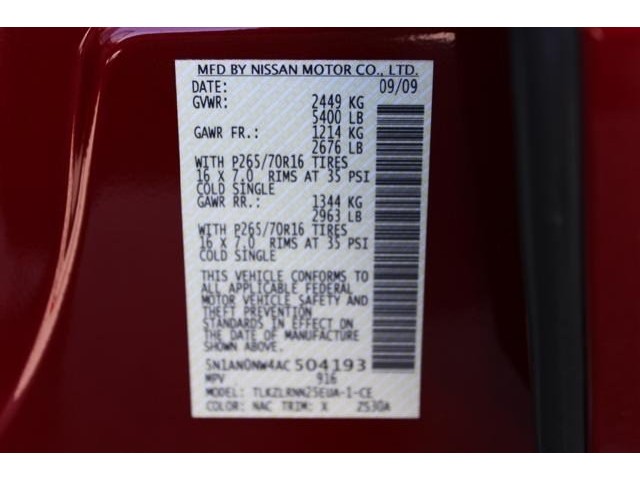 MFD BY NISSAN MOTOR CO., LTD.
DATE: 09/09
GVWR: 2449 KG
5400 LB
GAWR FR.: 1214 KG
2676 LB
WITH P265/70R16 TIRES
16 X 7.0 RIMS AT 35 PSI
COLD SINGLE
GAWR RR.: 1344 KG
2963 LB
WITH P265/70R16 TIRES
16 X 7.0 RIMS AT 35 PSI
COLD SINGLE
THIS VEHICLE CONFORMS TO
ALL APPLICABLE FEDERAL
MOTOR VEHICLE SAFETY AND
THEFT PREVENTION
STANDARDS IN EFFECT ON
THE DATE OF MANUFACTURE
SHOWN ABOVE.
5N1AN0NW4AC504193
MPV 916
MODEL: TLKZLRNN25EUA-1-CE
COLOR: NAC TRIM: X ZS30A